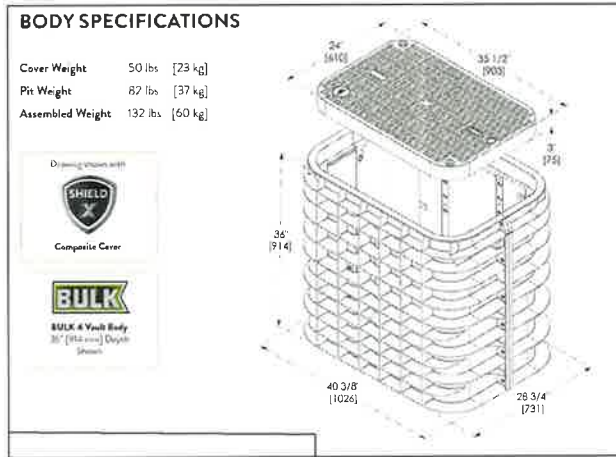 BODY SPECIFICATIONS
Cover Weight 50 lbs [23 kg]
Pit Weight 82 lbs [37 kg]
Assembled Weight 132 lbs [60 kg]
Drawing shown with
SHIELD
X
Composite Cover
BULK
BULK 4 Vault Body
36" [914 mm] Depth
Shown
24"
[610]
35 1/2"
[903]
3"
[75]
36"
[914]
40 3/8"
[1026]
28 3/4"
[731]